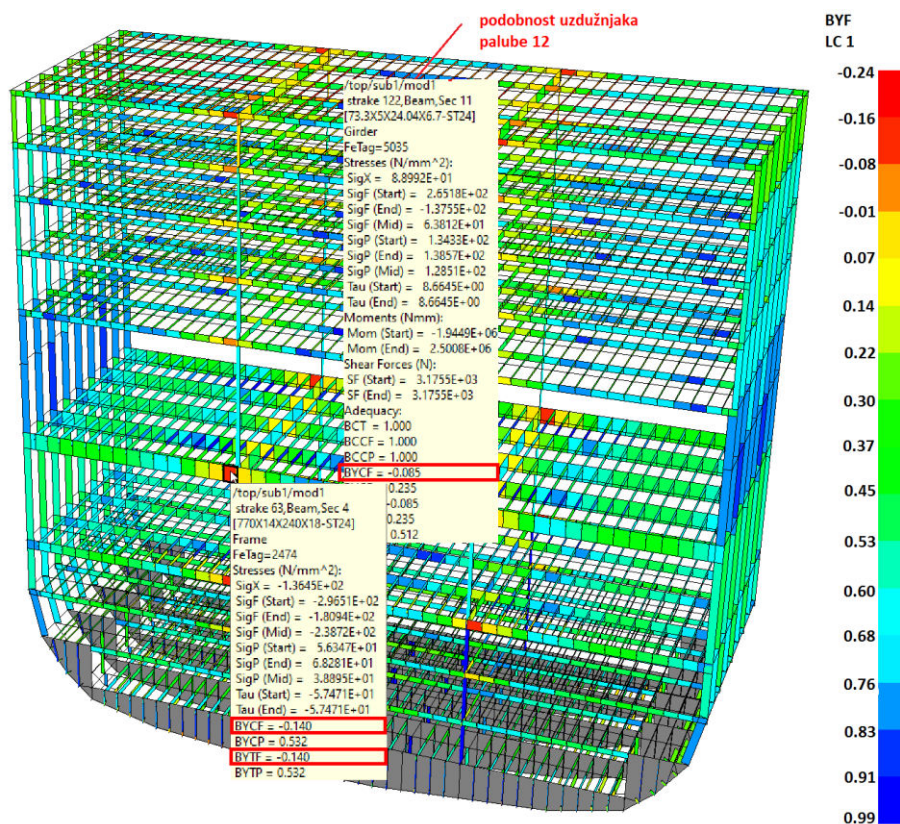 podobnost uzdužnjaka
palube 12
BYF
LC 1
-0.24
-0.16
-0.08
-0.01
0.07
0.14
0.22
0.30
0.37
0.45
0.53
0.60
0.68
0.76
0.83
0.91
0.99
/top/sub1/mod1
strake 122,Beam,Sec 11
[73.3X5X24.04X6.7-ST24]
Girder
FeTag=5035
Stresses (N/mm^2):
SigX = 8.8992E+01
SigF (Start) = 2.6518E+02
SigF (End) = -1.3755E+02
SigF (Mid) = 6.3812E+01
SigP (Start) = 1.3433E+02
SigP (End) = 1.3857E+02
SigP (Mid) = 1.2851E+02
Tau (Start) = 8.6645E+00
Tau (End) = 8.6645E+00
Moments (Nmm):
Mom (Start) = -1.9449E+06
Mom (End) = 2.5008E+06
Shear Forces (N):
SF (Start) = 3.1755E+03
SF (End) = 3.1755E+03
Adequacy:
BCT = 1.000
BCCF = 1.000
BCCP = 1.000
BYCF = -0.085
0.235
-0.085
0.235
0.512
/top/sub1/mod1
strake 63,Beam,Sec 4
[770X14X240X18-ST24]
Frame
FeTag=2474
Stresses (N/mm^2):
SigX = -1.3645E+02
SigF (Start) = -2.9651E+02
SigF (End) = -1.8094E+02
SigF (Mid) = -2.3872E+02
SigP (Start) = 5.6347E+01
SigP (End) = 6.8281E+01
SigP (Mid) = 3.8895E+01
Tau (Start) = -5.7471E+01
Tau (End) = -5.7471E+01
BYCF = -0.140
BYCP = 0.532
BYTF = -0.140
BYTP = 0.532